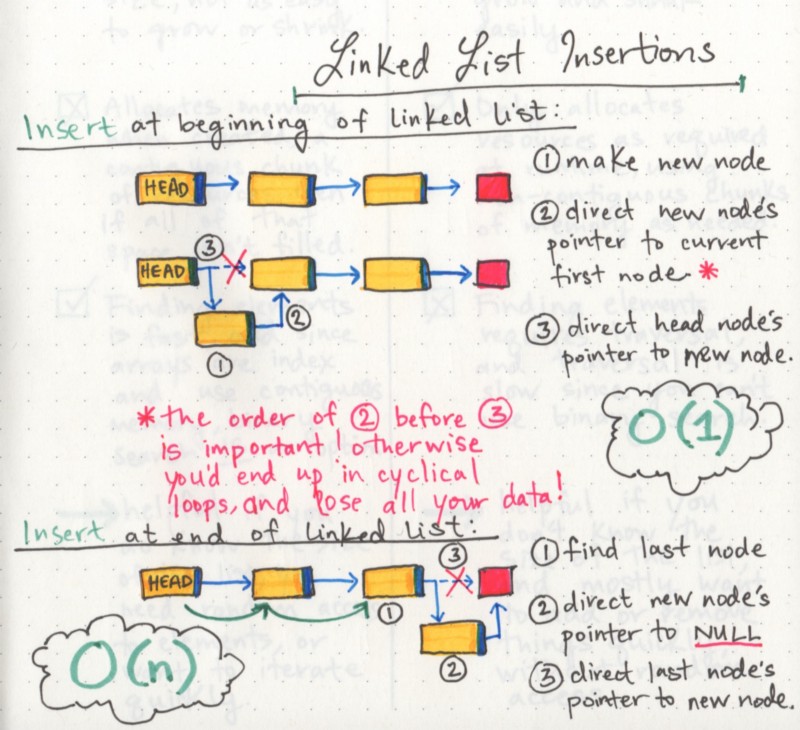 Linked List Insertions
Insert at beginning of linked list:
HEAD
① make new node
② direct new node's
pointer to current
first node *
③ direct head node's
pointer to new node.
HEAD
③
②
①
O(1)
* the order of ② before ③
is important; otherwise
you'd end up in cyclical
loops, and lose all your data!
Insert at end of linked list:
HEAD
③
①
②
O(n)
① find last node
② direct new node's
pointer to NULL
③ direct last node's
pointer to new node.